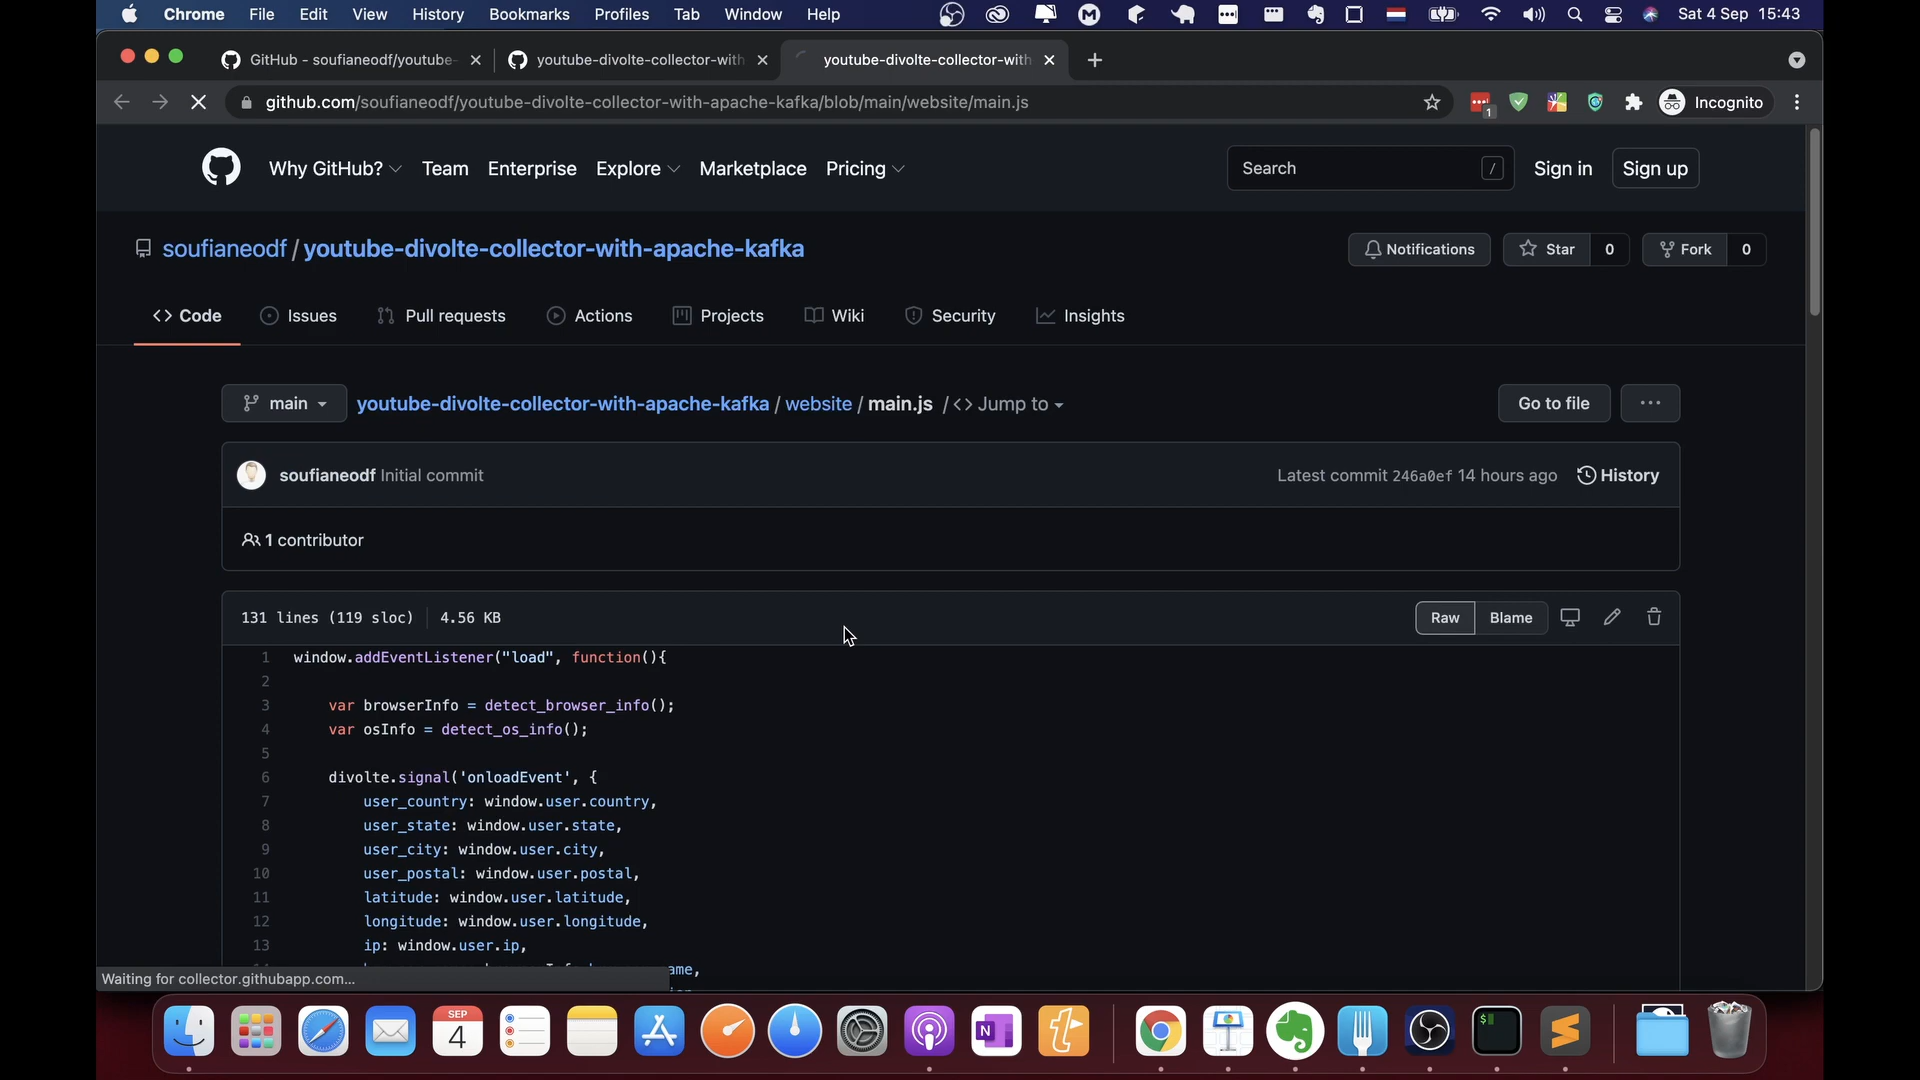 Chrome File Edit View History Bookmarks Profiles Tab Window Help Sat 4 Sep 15:43
GitHub - soufianeodf/youtube- youtube-divolte-collector-with youtube-divolte-collector-with
github.com/soufianeodf/youtube-divolte-collector-with-apache-kafka/blob/main/website/main.js 1 Incognito
Why GitHub? Team Enterprise Explore Marketplace Pricing Search / Sign in Sign up
soufianeodf / youtube-divolte-collector-with-apache-kafka Notifications Star 0 Fork 0
<> Code Issues Pull requests Actions Projects Wiki Security Insights
main youtube-divolte-collector-with-apache-kafka / website / main.js / <> Jump to Go to file ...
soufianeodf Initial commit Latest commit 246a0ef 14 hours ago History
1 contributor
131 lines (119 sloc) 4.56 KB Raw Blame
1 window.addEventListener("load", function(){
2
3 var browserInfo = detect_browser_info();
4 var osInfo = detect_os_info();
5
6 divolte.signal('onloadEvent', {
7 user_country: window.user.country,
8 user_state: window.user.state,
9 user_city: window.user.city,
10 user_postal: window.user.postal,
11 latitude: window.user.latitude,
12 longitude: window.user.longitude,
13 ip: window.user.ip,
ame,
Waiting for collector.githubapp.com...
SEP
4
N
$